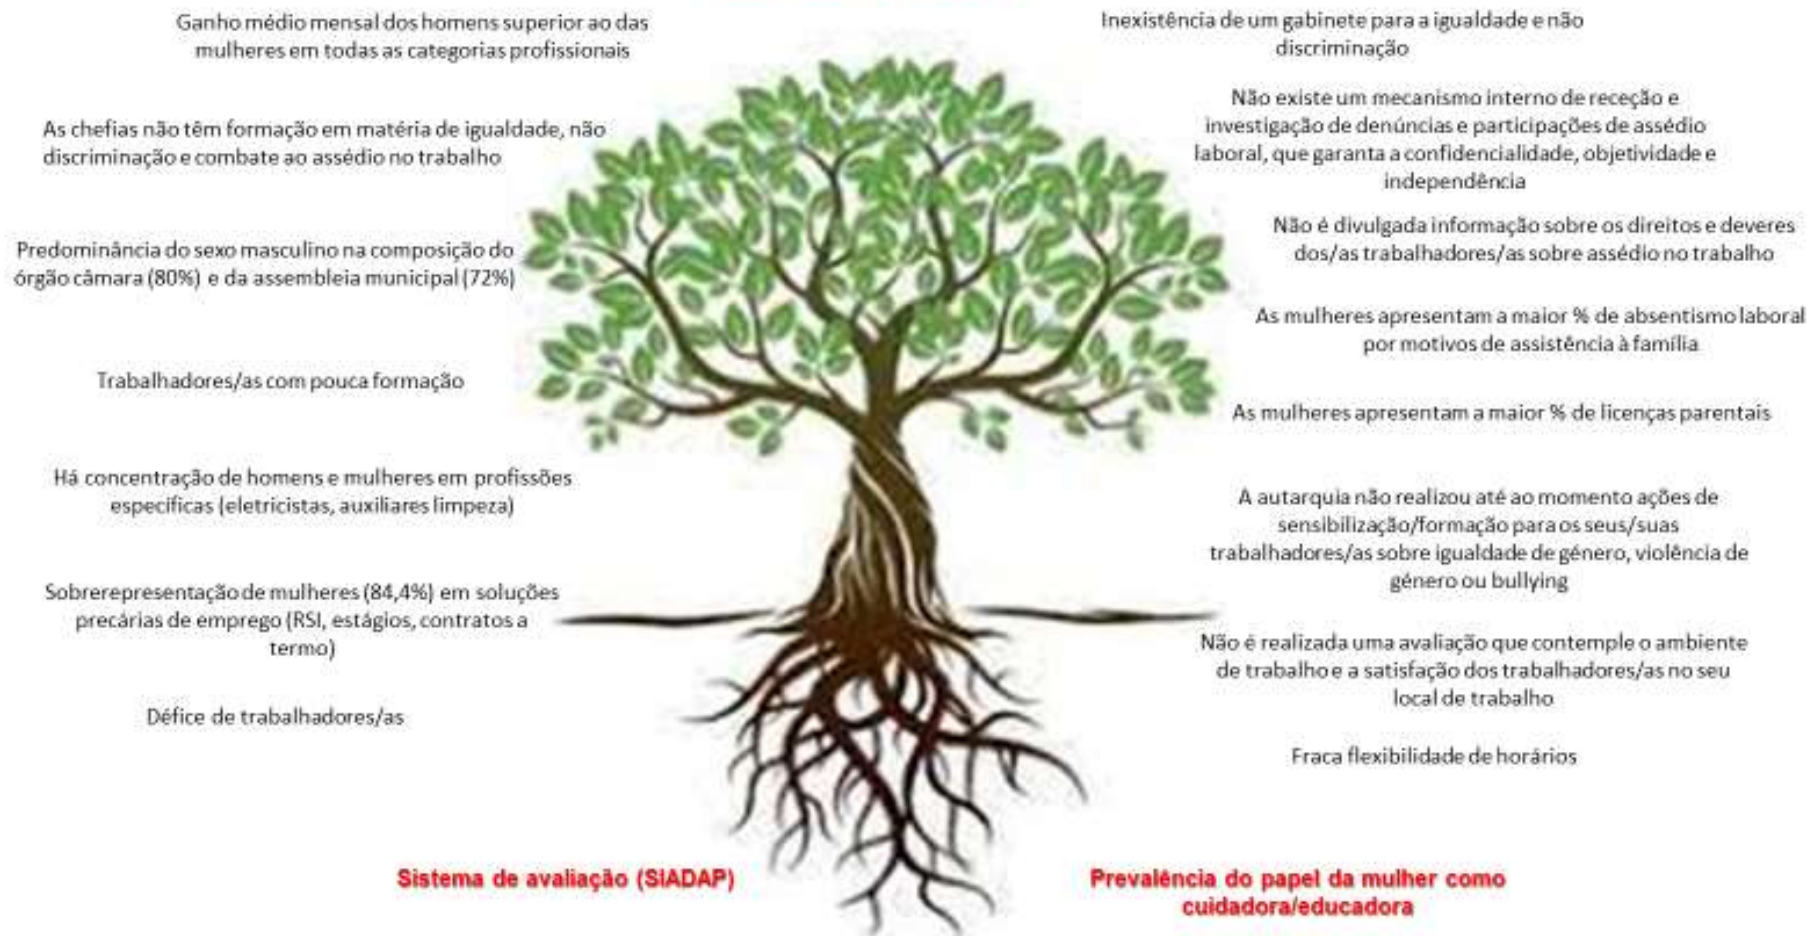 Ganho médio mensal dos homens superior ao das
mulheres em todas as categorias profissionais
As chefias não têm formação em matéria de igualdade, não
discriminação e combate ao assédio no trabalho
Predominância do sexo masculino na composição do
órgão câmara (80%) e da assembleia municipal (72%)
Trabalhadores/as com pouca formação
Há concentração de homens e mulheres em profissões
específicas (eletricistas, auxiliares limpeza)
Sobrerepresentação de mulheres (84,4%) em soluções
precárias de emprego (RSI, estágios, contratos a
termo)
Défice de trabalhadores/as
Inexistência de um gabinete para a igualdade e não
discriminação
Não existe um mecanismo interno de receção e
investigação de denúncias e participações de assédio
laboral, que garanta a confidencialidade, objetividade e
independência
Não é divulgada informação sobre os direitos e deveres
dos/as trabalhadores/as sobre assédio no trabalho
As mulheres apresentam a maior % de absentismo laboral
por motivos de assistência à família
As mulheres apresentam a maior % de licenças parentais
A autarquia não realizou até ao momento ações de
sensibilização/formação para os seus/suas
trabalhadores/as sobre igualdade de género, violência de
género ou bullying
Não é realizada uma avaliação que contemple o ambiente
de trabalho e a satisfação dos trabalhadores/as no seu
local de trabalho
Fraca flexibilidade de horários
Sistema de avaliação (SIADAP)
Prevalência do papel da mulher como
cuidadora/educadora